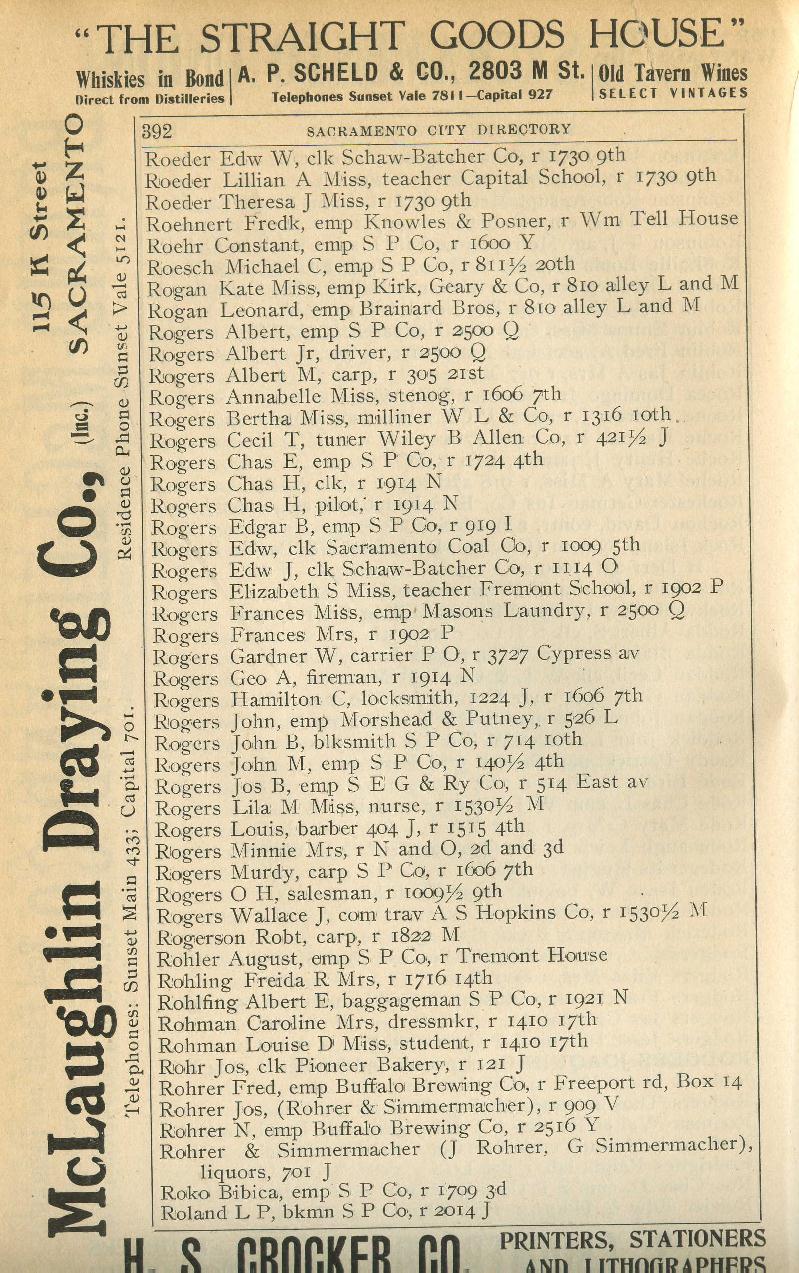 "THE STRAIGHT GOODS HOUSE"
Whiskies in Bond
Direct from Distilleries
A. P. SCHELD & CO., 2803 M St.
Telephones Sunset Vale 7811—Capital 927
Old Tavern Wines
SELECT VINTAGES
McLaughlin Draying Co., (Inc.)
115 K Street
SACRAMENTO
Telephones: Sunset Main 433; Capital 701. Residence Phone Sunset Vale 5121.
392 SACRAMENTO CITY DIRECTORY
Roeder Edw W, clk Schaw-Batcher Co, r 1730 9th
Roeder Lillian A Miss, teacher Capital School, r 1730 9th
Roeder Theresa J Miss, r 1730 9th
Roehnert Fredk, emp Knowles & Posner, r Wm Tell House
Roehr Constant, emp S P Co, r 1600 Y
Roesch Michael C, emp S P Co, r 811½ 20th
Rogan Kate Miss, emp Kirk, Geary & Co, r 810 alley L and M
Rogan Leonard, emp Brainard Bros, r 810 alley L and M
Rogers Albert, emp S P Co, r 2500 Q
Rogers Albert Jr, driver, r 2500 Q
Rogers Albert M, carp, r 305 21st
Rogers Annabelle Miss, stenog, r 1606 7th
Rogers Bertha Miss, milliner W L & Co, r 1316 10th
Rogers Cecil T, tuner Wiley B Allen Co, r 421½ J
Rogers Chas E, emp S P Co, r 1724 4th
Rogers Chas H, clk, r 1914 N
Rogers Chas H, pilot, r 1914 N
Rogers Edgar B, emp S P Co, r 919 I
Rogers Edw, clk Sacramento Coal Co, r 1009 5th
Rogers Edw J, clk Schaw-Batcher Co, r 1114 O
Rogers Elizabeth S Miss, teacher Fremont School, r 1902 P
Rogers Frances Miss, emp Masons Laundry, r 2500 Q
Rogers Frances Mrs, r 1902 P
Rogers Gardner W, carrier P O, r 3727 Cypress av
Rogers Geo A, fireman, r 1914 N
Rogers Hamilton C, locksmith, 1224 J, r 1606 7th
Rogers John, emp Morshead & Putney, r 526 L
Rogers John B, blksmith S P Co, r 714 10th
Rogers John M, emp S P Co, r 140½ 4th
Rogers Jos B, emp S E G & Ry Co, r 514 East av
Rogers Lila M Miss, nurse, r 1530½ M
Rogers Louis, barber 404 J, r 1515 4th
Rogers Minnie Mrs, r N and O, 2d and 3d
Rogers Murdy, carp S P Co, r 1606 7th
Rogers O H, salesman, r 1009½ 9th
Rogers Wallace J, com trav A S Hopkins Co, r 1530½ M
Rogerson Robt, carp, r 1822 M
Rohler August, emp S P Co, r Tremont House
Rohling Freida R Mrs, r 1716 14th
Rohlfing Albert E, baggageman S P Co, r 1921 N
Rohman Caroline Mrs, dressmkr, r 1410 17th
Rohman Louise D Miss, student, r 1410 17th
Rohr Jos, clk Pioneer Bakery, r 121 J
Rohrer Fred, emp Buffalo Brewing Co, r Freeport rd, Box 14
Rohrer Jos, (Rohrer & Simmermacher), r 909 V
Rohrer N, emp Buffalo Brewing Co, r 2516 Y
Rohrer & Simmermacher (J Rohrer, G Simmermacher),
liquors, 701 J
Roko Bibica, emp S P Co, r 1709 3d
Roland L P, bkmn S P Co, r 2014 J
H. S. CROCKER CO.
PRINTERS, STATIONERS
AND LITHOGRAPHERS